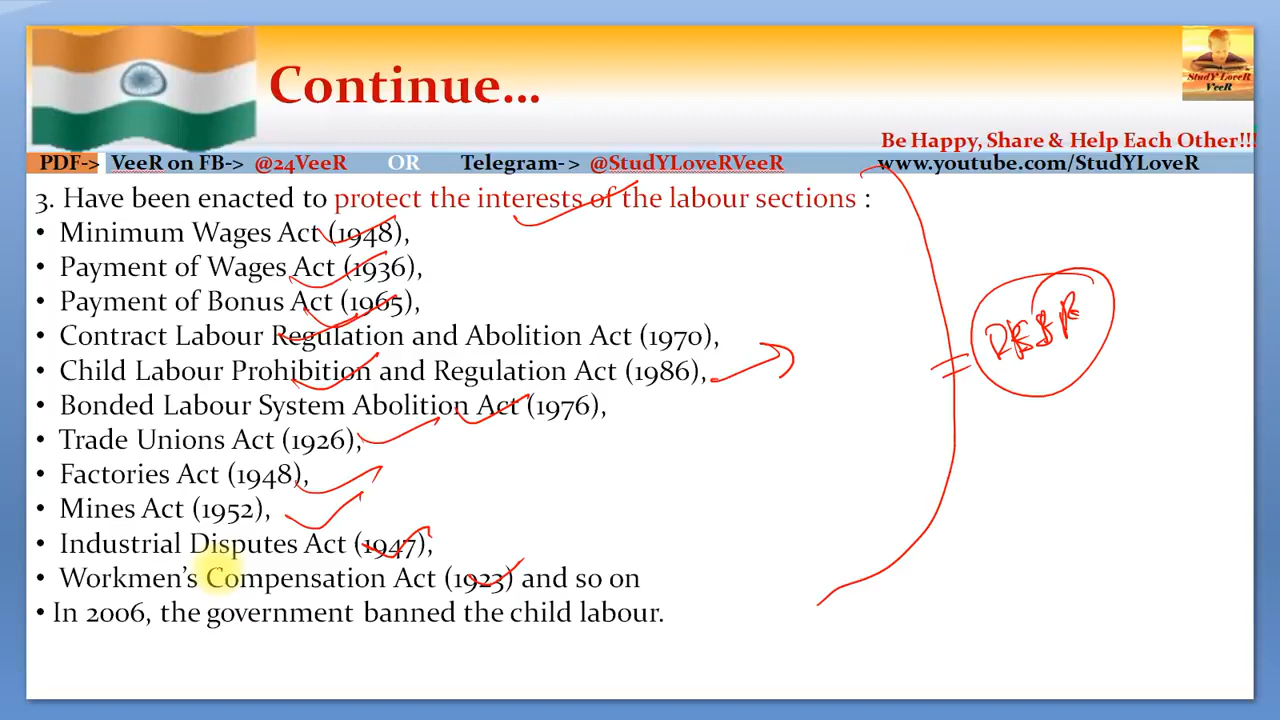 Continue...
StudY LoveR
VeeR
Be Happy, Share & Help Each Other!!!
PDF-> VeeR on FB-> @24VeeR OR Telegram- > @StudYLoveRVeeR www.youtube.com/StudYLoveR
3. Have been enacted to protect the interests of the labour sections :
• Minimum Wages Act (1948),
• Payment of Wages Act (1936),
• Payment of Bonus Act (1965),
• Contract Labour Regulation and Abolition Act (1970),
• Child Labour Prohibition and Regulation Act (1986),
• Bonded Labour System Abolition Act (1976),
• Trade Unions Act (1926),
• Factories Act (1948),
• Mines Act (1952),
• Industrial Disputes Act (1947),
• Workmen's Compensation Act (1923) and so on
• In 2006, the government banned the child labour.